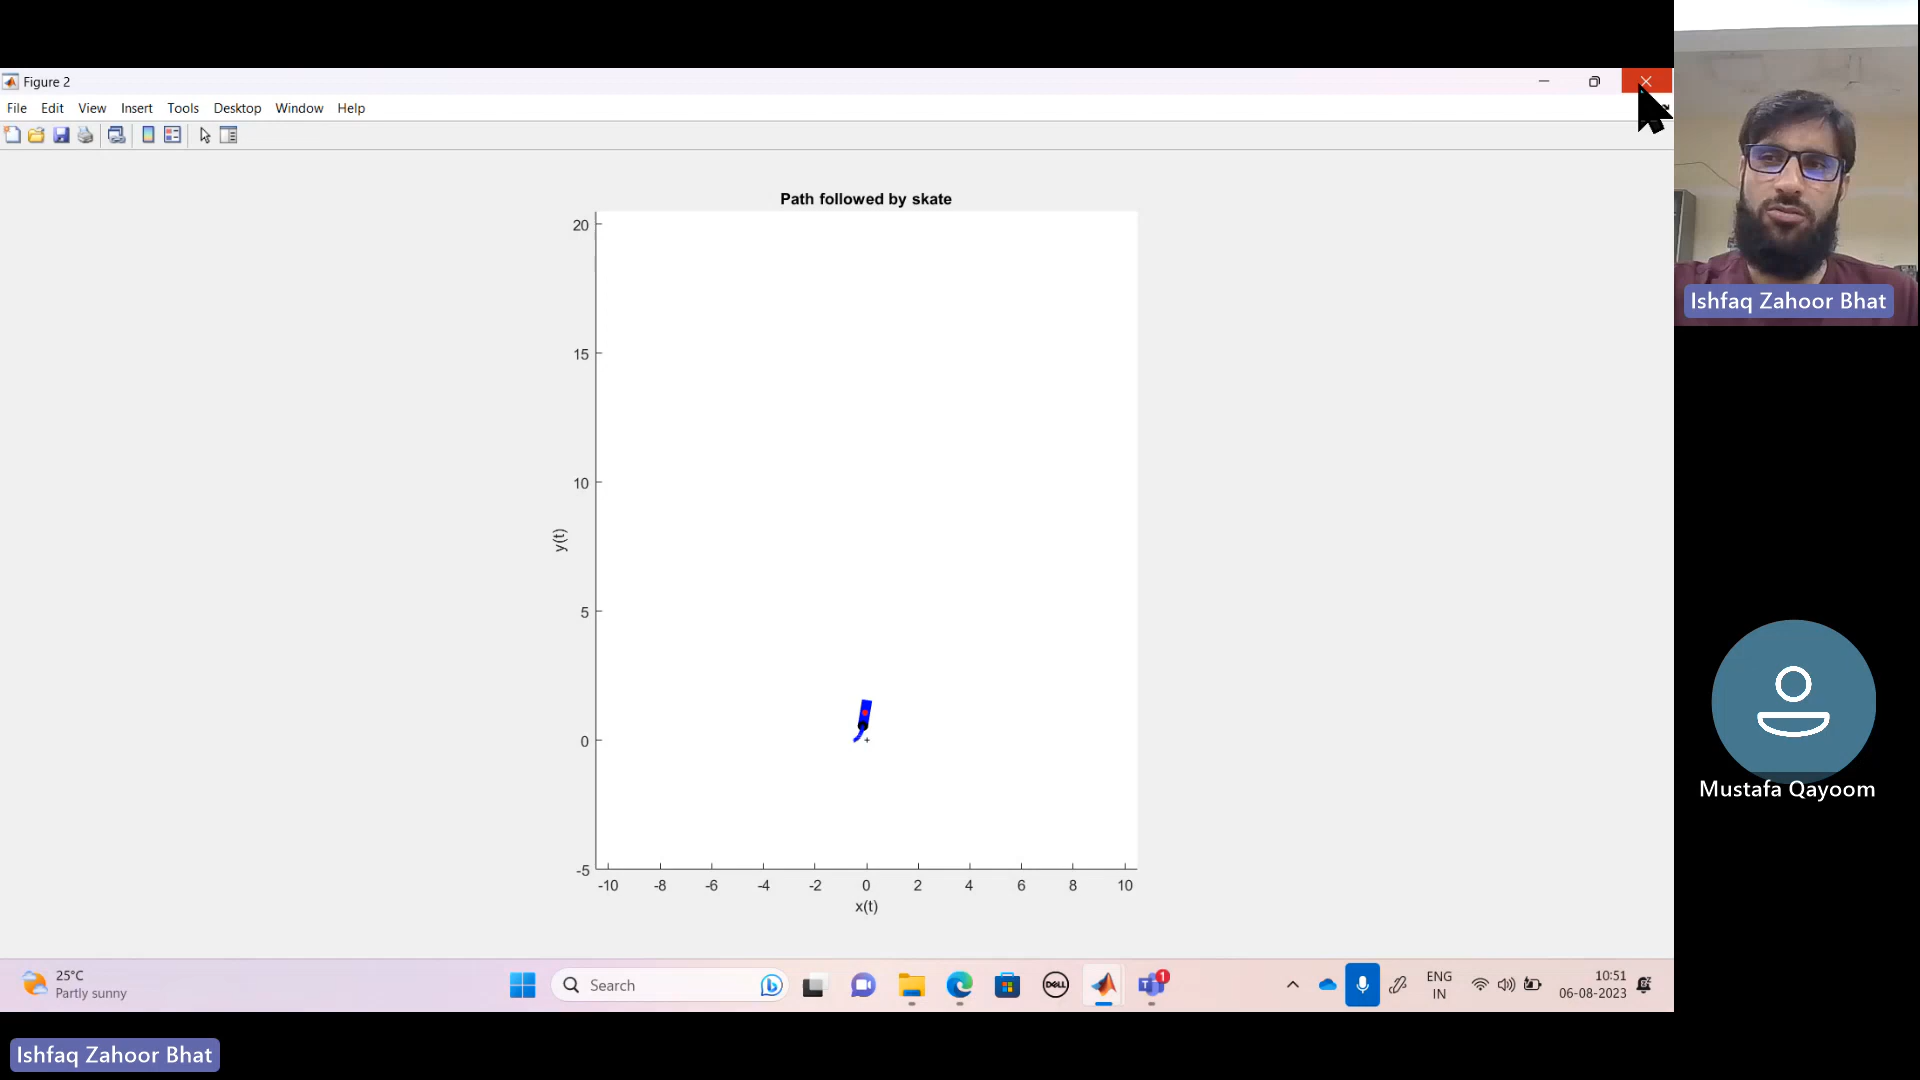 Figure 2
File Edit View Insert Tools Desktop Window Help
Path followed by skate
20
15
10
5
0
-5
y(t)
-10 -8 -6 -4 -2 0 2 4 6 8 10
x(t)
Ishfaq Zahoor Bhat
Mustafa Qayoom
25°C
Partly sunny
Search
DELL
1
ENG
IN
10:51
06-08-2023
Ishfaq Zahoor Bhat